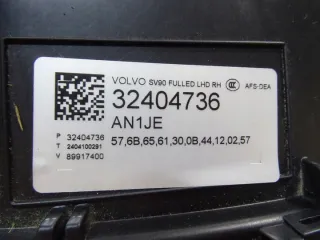 VOLVO SV90 FULLED LHD RH CCC AFS-DEA
32404736
AN1JE
P 32404736 57,6B,65,61,30,0B,44,12,02,57
T 2404100291
V 89917400